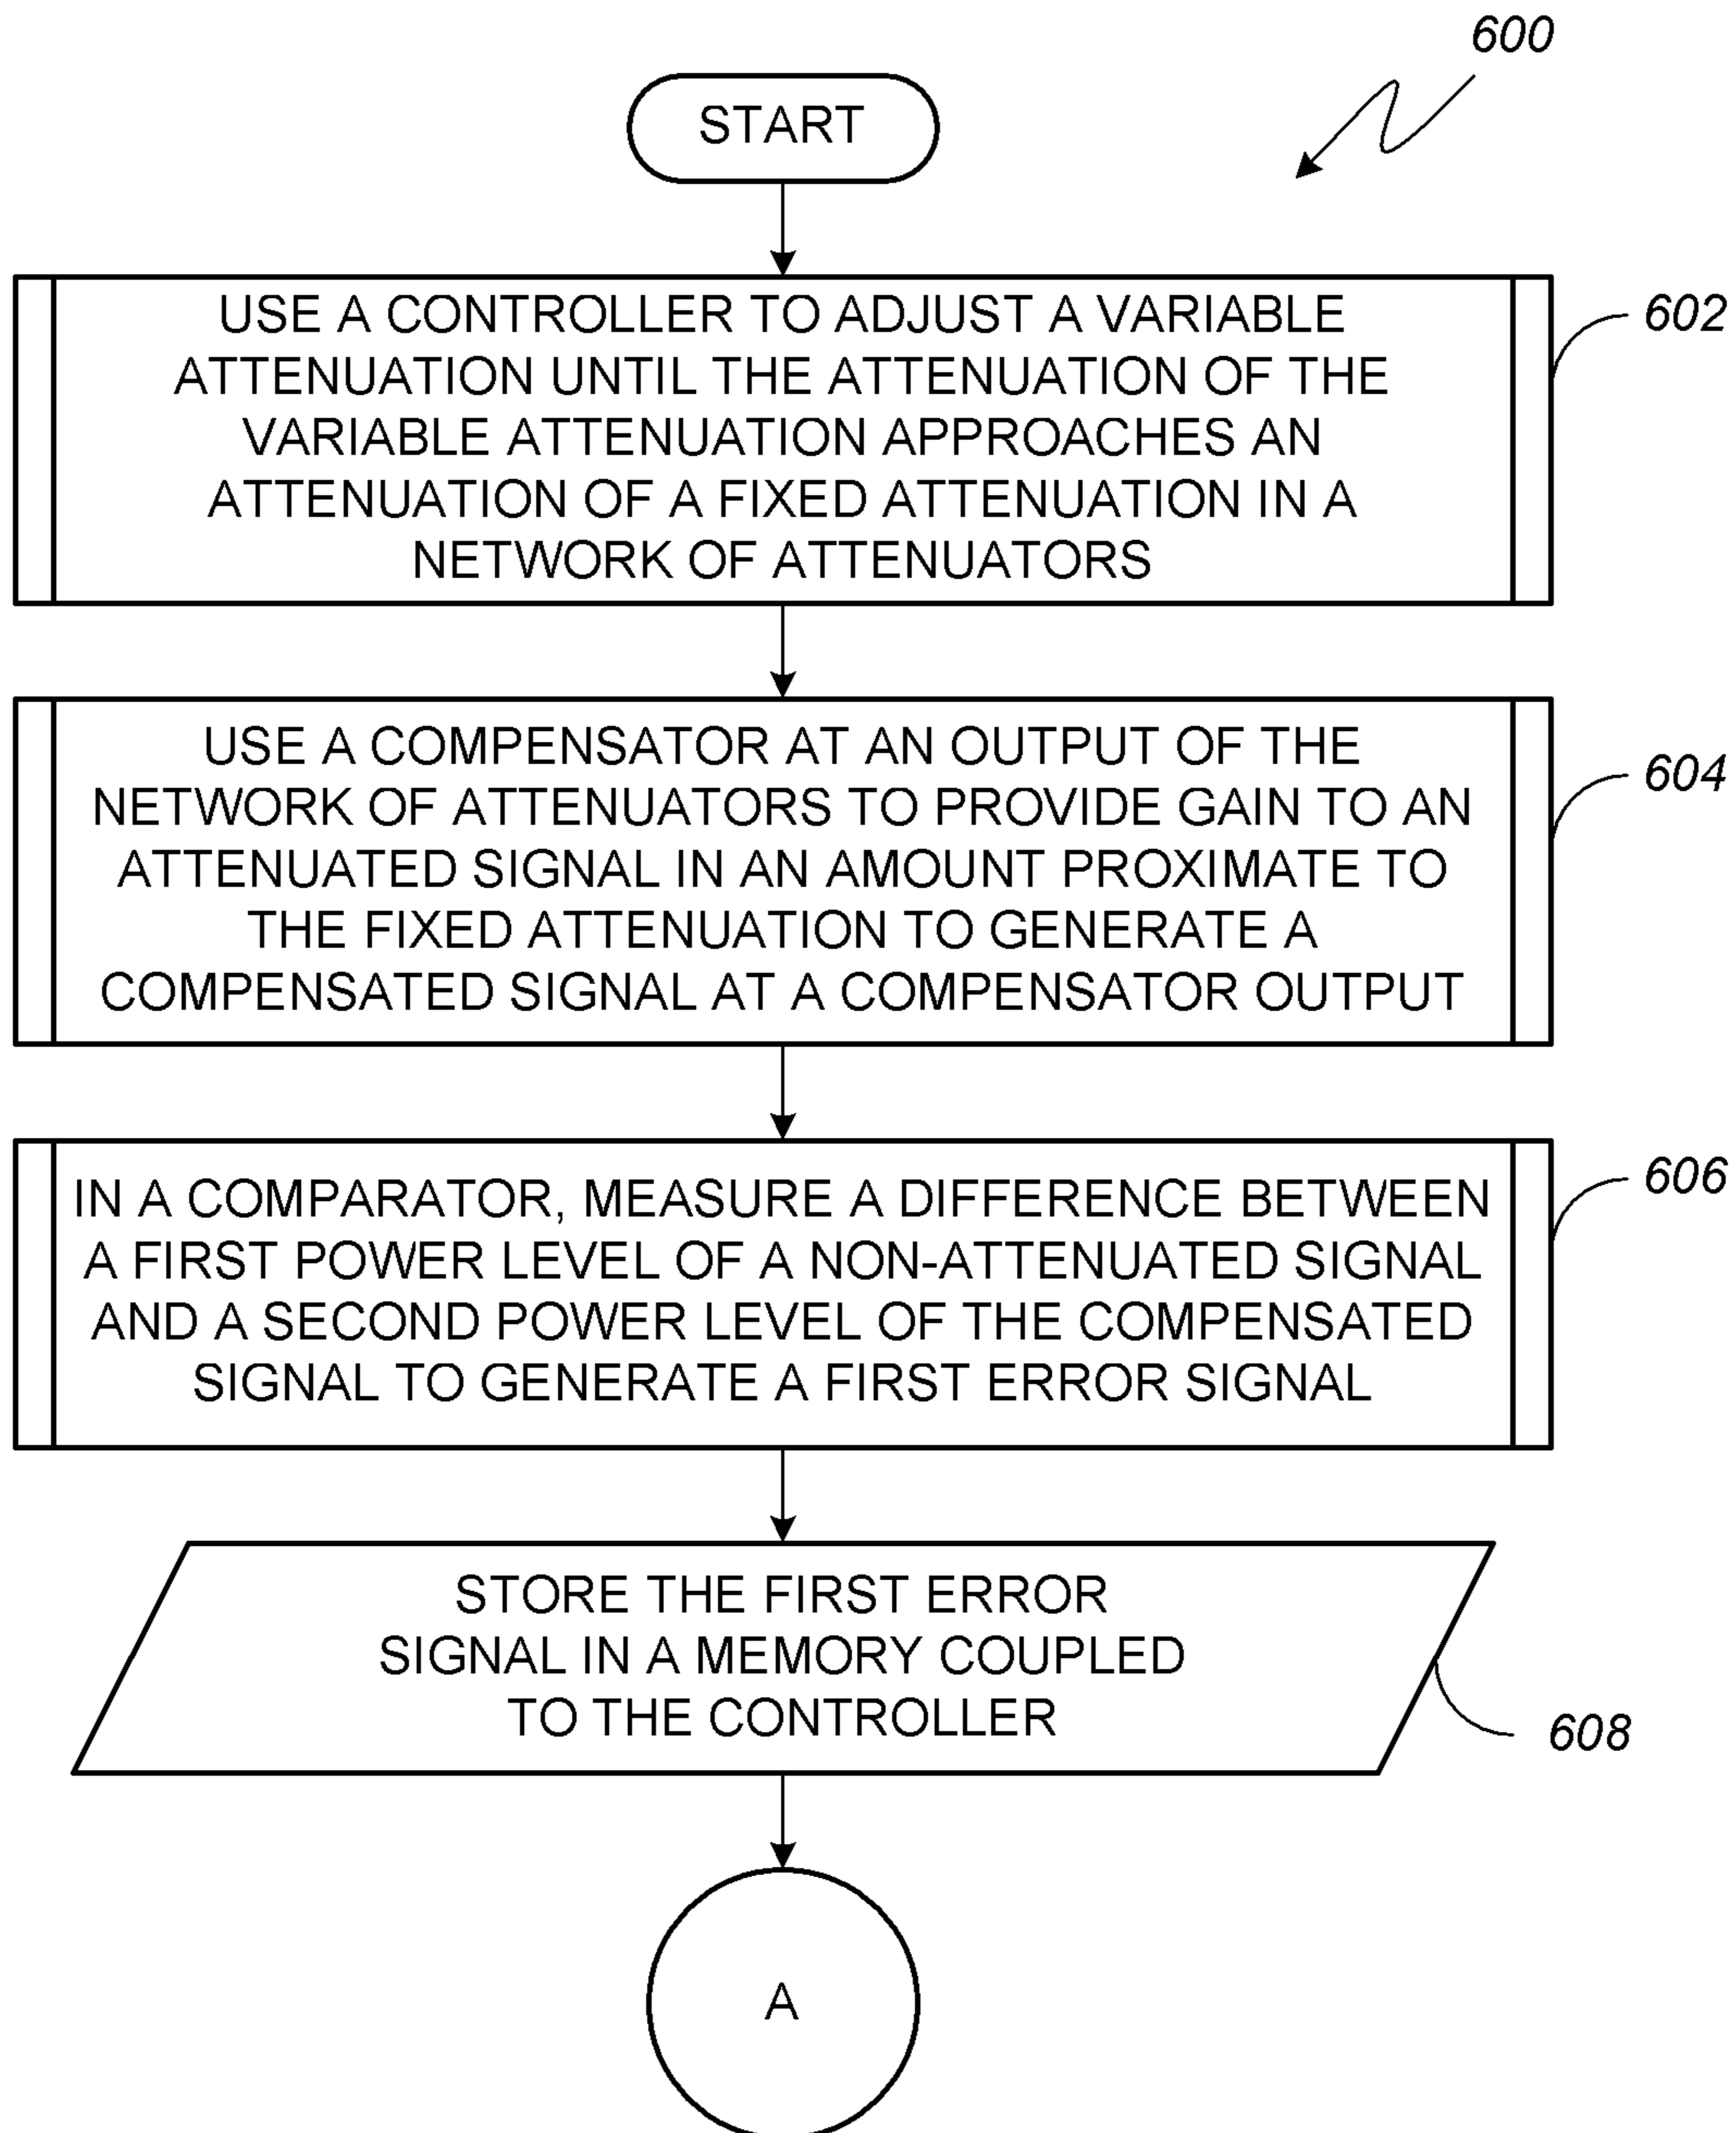 600
START
USE A CONTROLLER TO ADJUST A VARIABLE
ATTENUATION UNTIL THE ATTENUATION OF THE
VARIABLE ATTENUATION APPROACHES AN
ATTENUATION OF A FIXED ATTENUATION IN A
NETWORK OF ATTENUATORS
602
USE A COMPENSATOR AT AN OUTPUT OF THE
NETWORK OF ATTENUATORS TO PROVIDE GAIN TO AN
ATTENUATED SIGNAL IN AN AMOUNT PROXIMATE TO
THE FIXED ATTENUATION TO GENERATE A
COMPENSATED SIGNAL AT A COMPENSATOR OUTPUT
604
IN A COMPARATOR, MEASURE A DIFFERENCE BETWEEN
A FIRST POWER LEVEL OF A NON-ATTENUATED SIGNAL
AND A SECOND POWER LEVEL OF THE COMPENSATED
SIGNAL TO GENERATE A FIRST ERROR SIGNAL
606
STORE THE FIRST ERROR
SIGNAL IN A MEMORY COUPLED
TO THE CONTROLLER
608
A